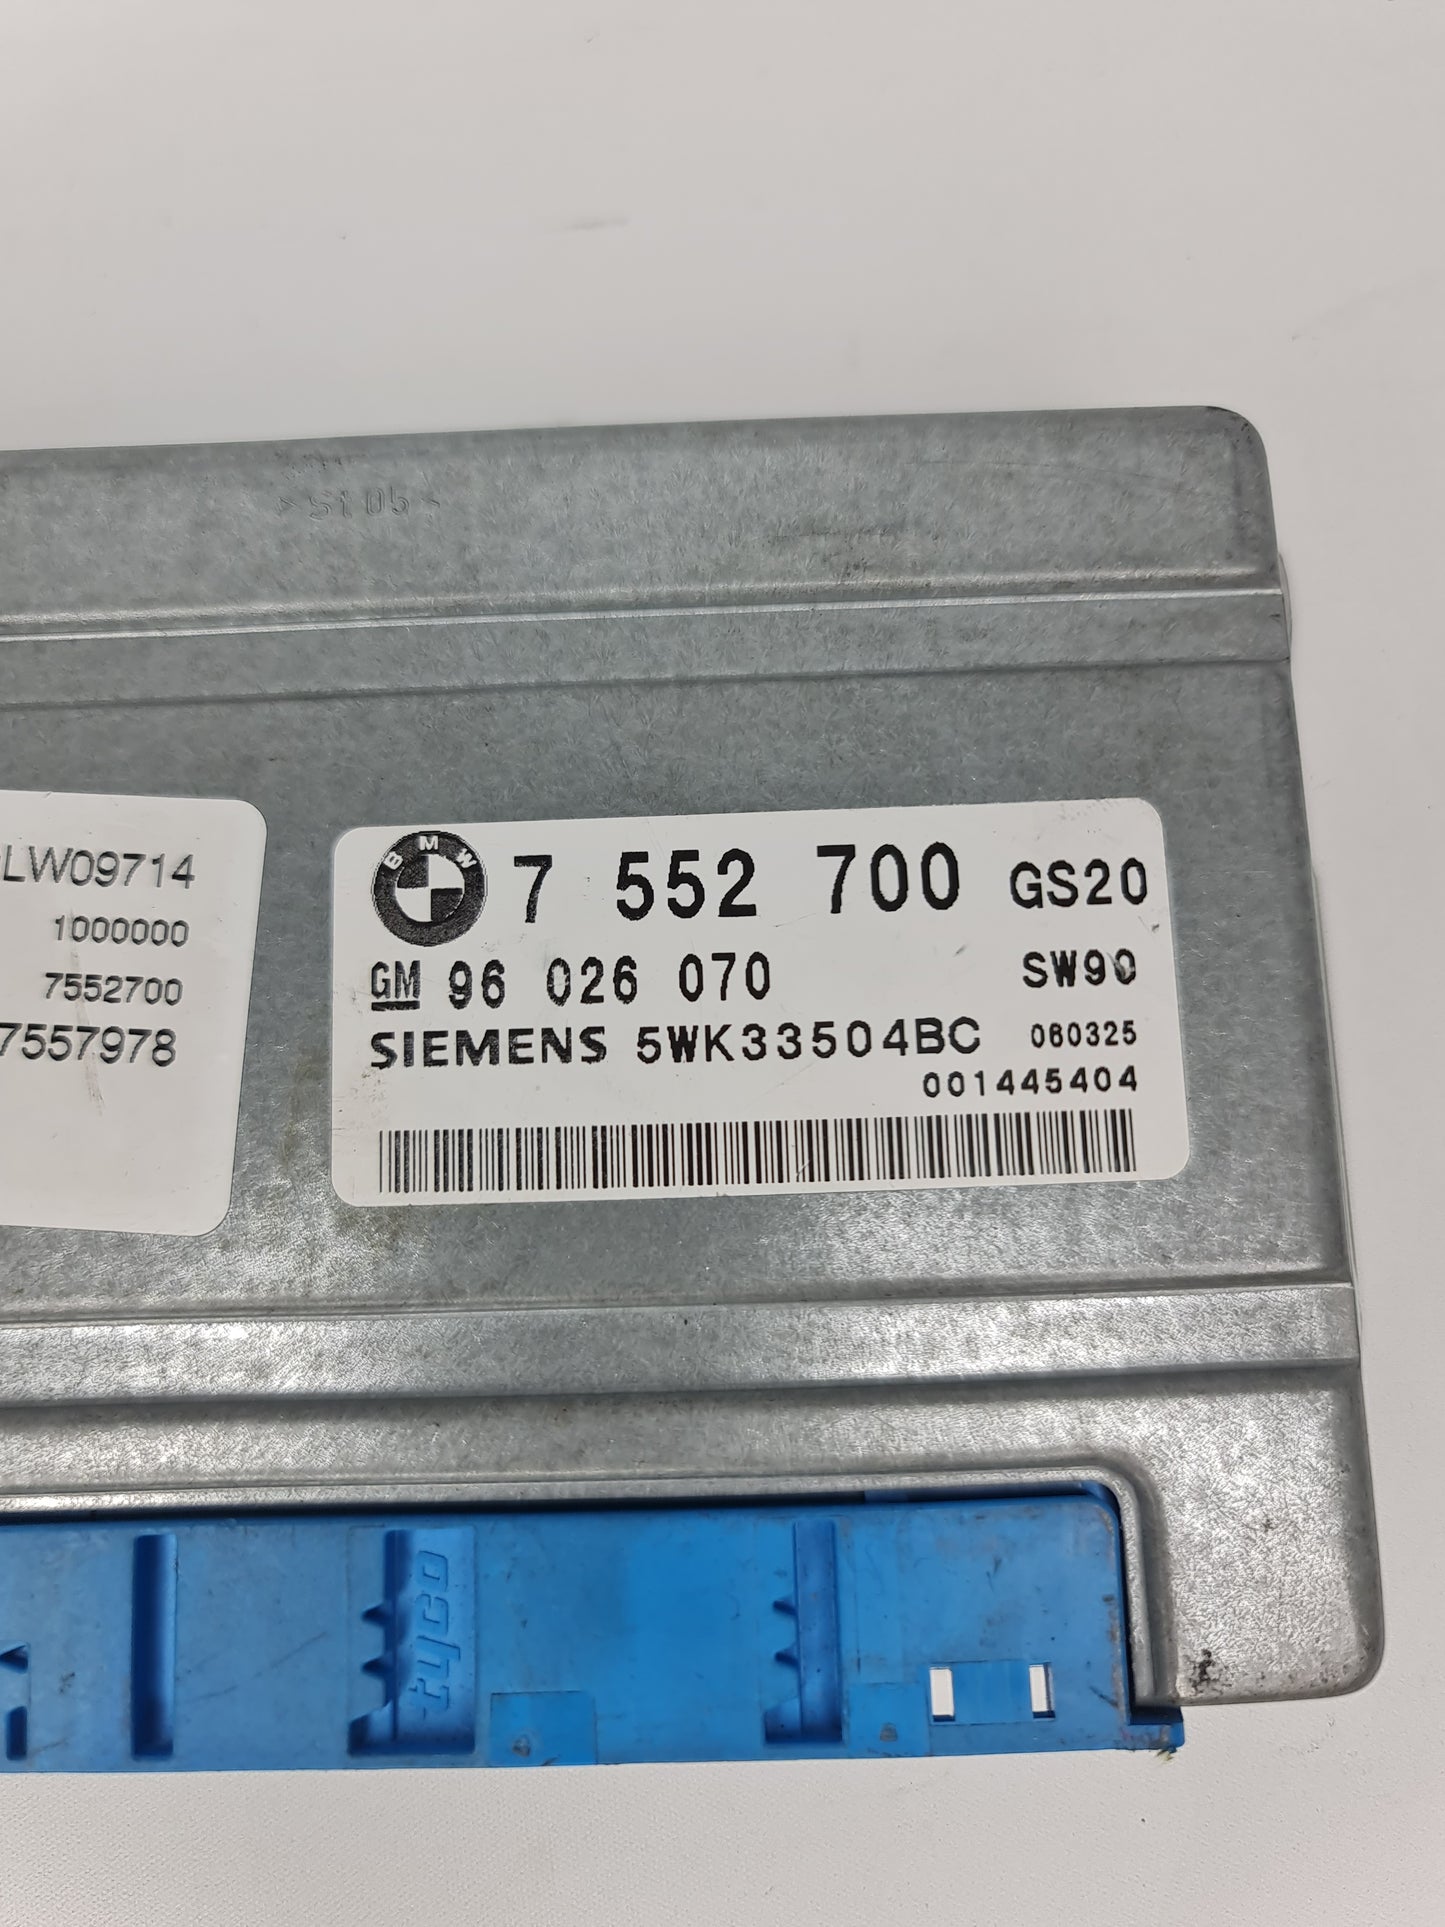 >Si06<
LW09714
1000000
7552700
7557978
BMW 7 552 700 GS20
GM 96 026 070 SW90
SIEMENS 5WK33504BC 060325
001445404
tyco